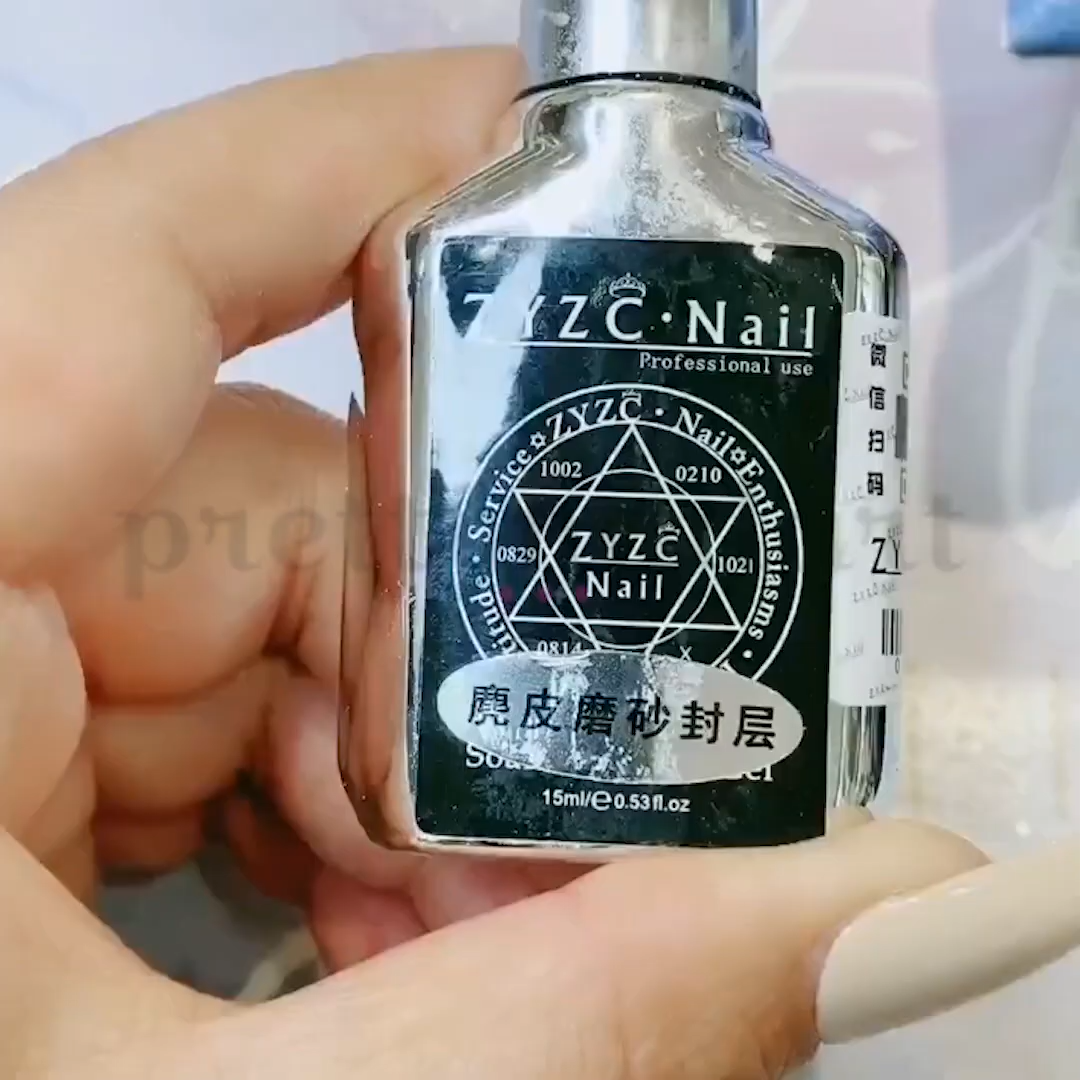 ZYZC·Nail
Professional use
Service ✡ ZYZC · Nail ✡ Enthusiasms ·
1002
0210
0829
1021
ZYZC
Nail
0814
麂皮磨砂封层
15ml/℮0.53fl.oz
微信扫码